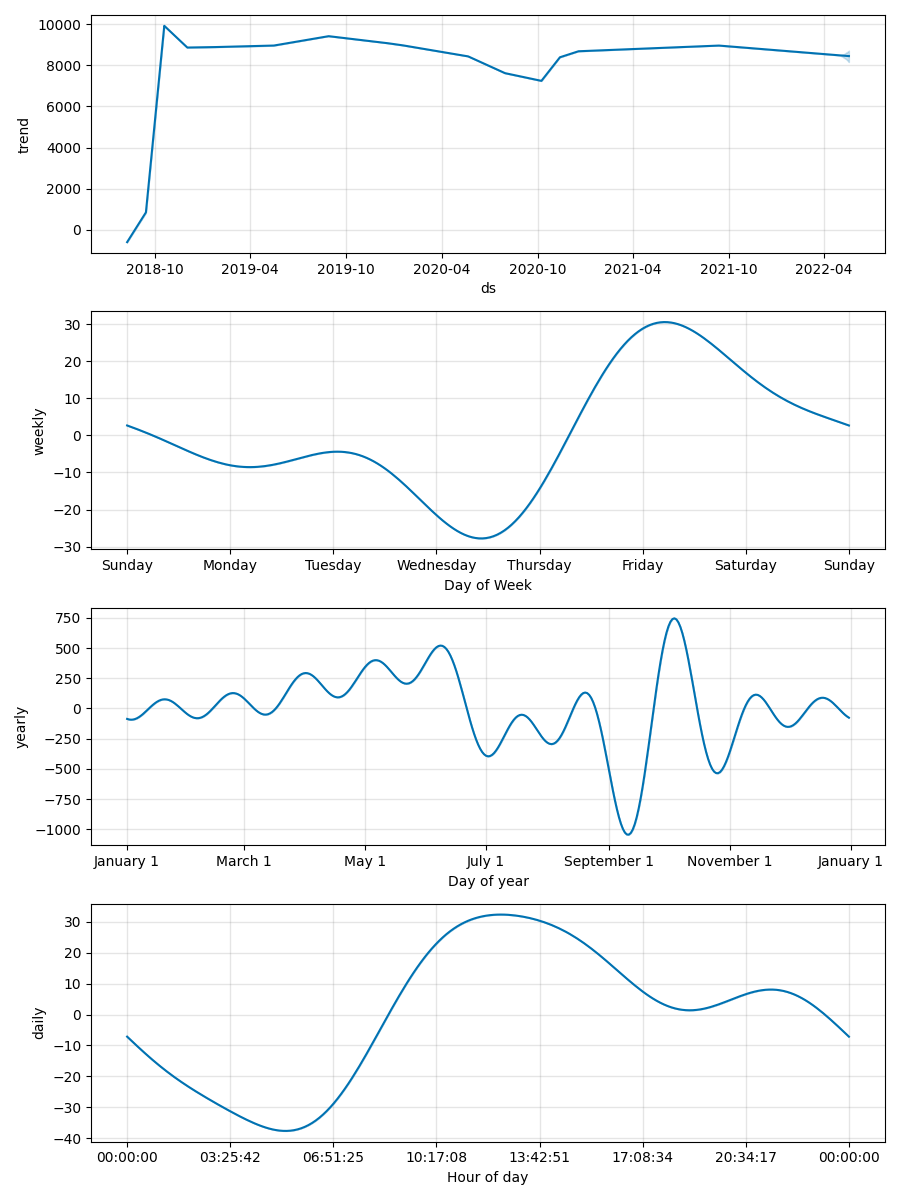 10000
8000
6000
4000
2000
0
trend
2018-10 2019-04 2019-10 2020-04 2020-10 2021-04 2021-10 2022-04
ds
30
20
10
0
−10
−20
−30
weekly
Sunday Monday Tuesday Wednesday Thursday Friday Saturday Sunday
Day of Week
750
500
250
0
−250
−500
−750
−1000
yearly
January 1 March 1 May 1 July 1 September 1 November 1 January 1
Day of year
30
20
10
0
−10
−20
−30
−40
daily
00:00:00 03:25:42 06:51:25 10:17:08 13:42:51 17:08:34 20:34:17 00:00:00
Hour of day